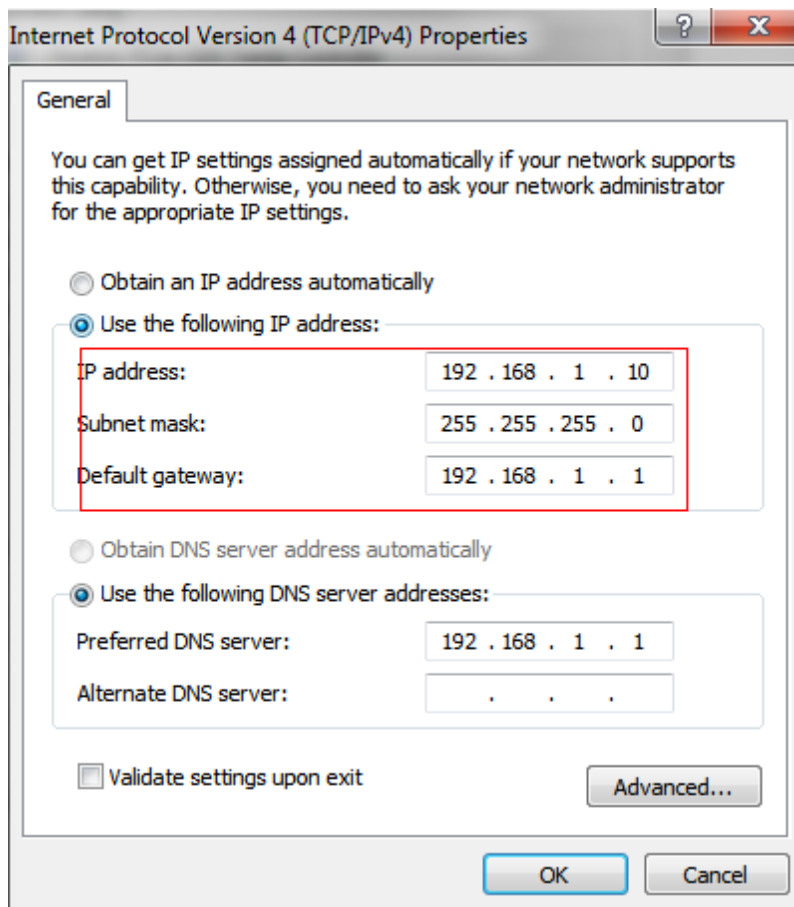 Internet Protocol Version 4 (TCP/IPv4) Properties
?
X
General
You can get IP settings assigned automatically if your network supports
this capability. Otherwise, you need to ask your network administrator
for the appropriate IP settings.
Obtain an IP address automatically
Use the following IP address:
IP address: 192 . 168 . 1 . 10
Subnet mask: 255 . 255 . 255 . 0
Default gateway: 192 . 168 . 1 . 1
Obtain DNS server address automatically
Use the following DNS server addresses:
Preferred DNS server: 192 . 168 . 1 . 1
Alternate DNS server: . . .
Validate settings upon exit
Advanced...
OK Cancel